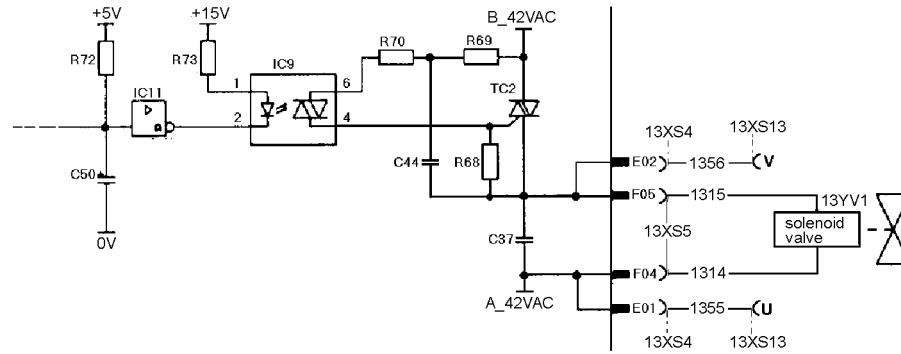 +5V
+15V
B_42VAC
R72
R73
R70
R69
IC11
IC9
1
6
TC2
2
4
C50
C44
R68
13XS4
13XS13
E02
1356
V
F05
1315
13YV1
13XS5
solenoid
valve
C37
0V
F04
1314
A_42VAC
E01
1355
U
13XS4
13XS13